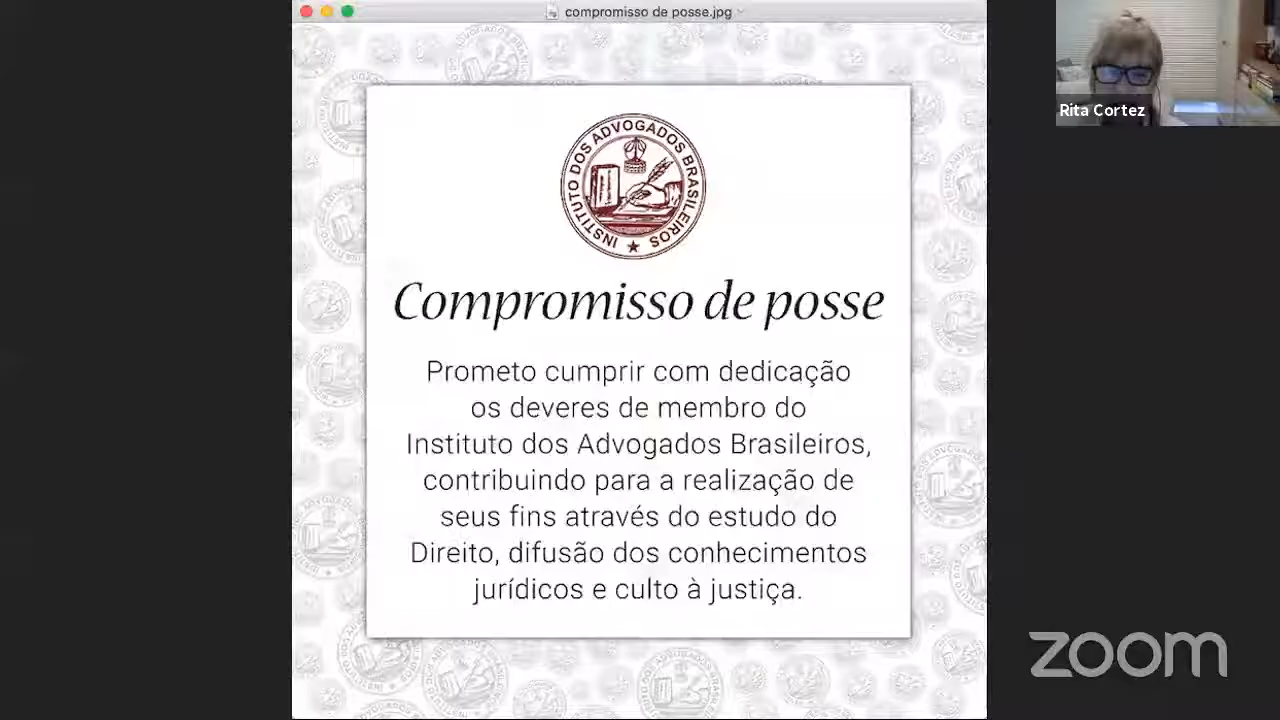 compromisso de posse.jpg
Rita Cortez
INSTITUTO DOS ADVOGADOS BRASILEIROS
Compromisso de posse
Prometo cumprir com dedicação
os deveres de membro do
Instituto dos Advogados Brasileiros,
contribuindo para a realização de
seus fins através do estudo do
Direito, difusão dos conhecimentos
jurídicos e culto à justiça.
zoom